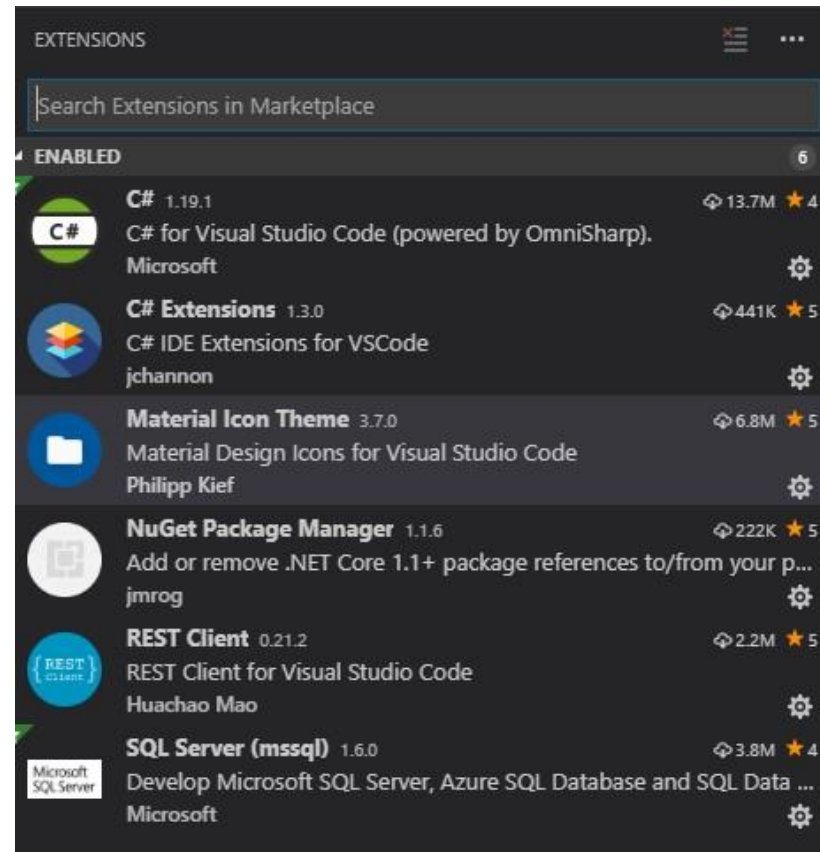 EXTENSIONS
Search Extensions in Marketplace
ENABLED 6
C# 1.19.1 13.7M 4
C# C# for Visual Studio Code (powered by OmniSharp).
Microsoft
C# Extensions 1.3.0 441K 5
C# IDE Extensions for VSCode
jchannon
Material Icon Theme 3.7.0 6.8M 5
Material Design Icons for Visual Studio Code
Philipp Kief
NuGet Package Manager 1.1.6 222K 5
Add or remove .NET Core 1.1+ package references to/from your p...
jmrog
REST Client 0.21.2 2.2M 5
{REST}
Client
REST Client for Visual Studio Code
Huachao Mao
SQL Server (mssql) 1.6.0 3.8M 4
Microsoft
SQL Server
Develop Microsoft SQL Server, Azure SQL Database and SQL Data ...
Microsoft